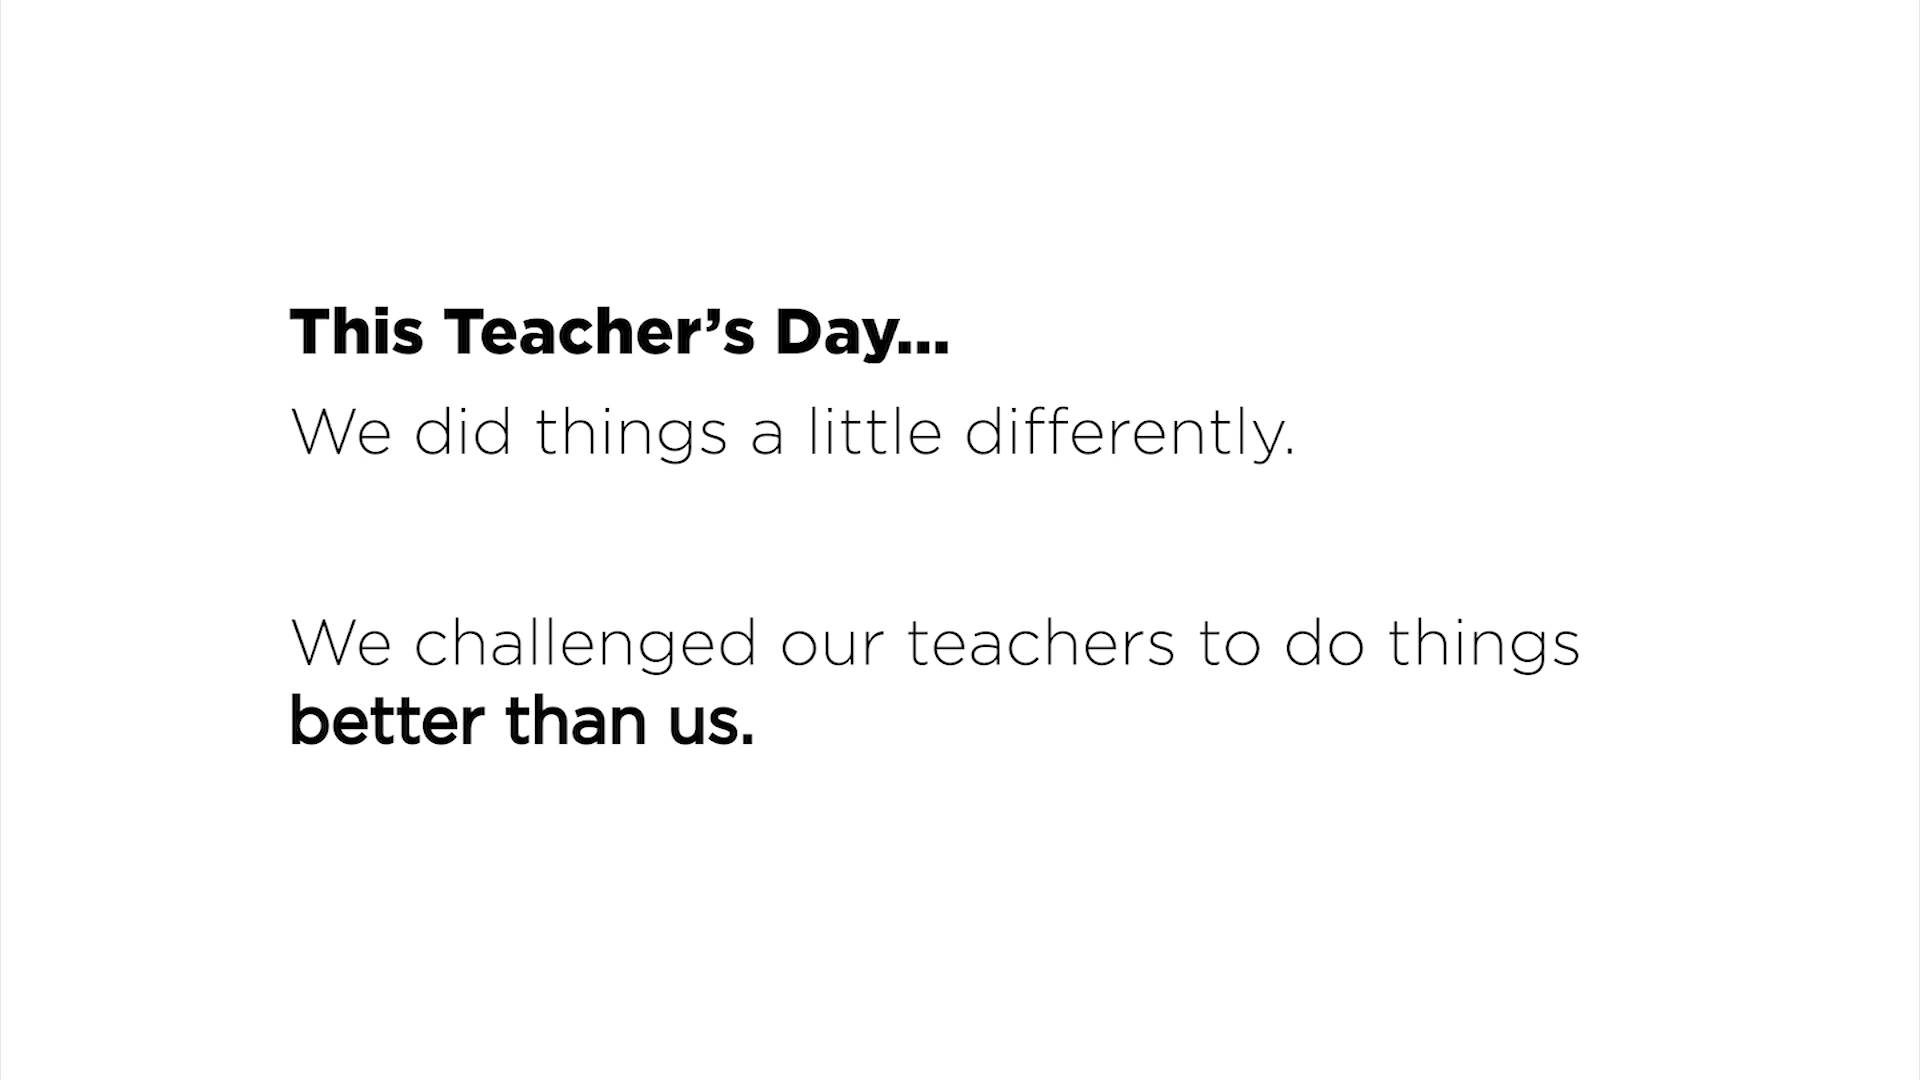 This Teacher’s Day...
We did things a little differently.
We challenged our teachers to do things
better than us.